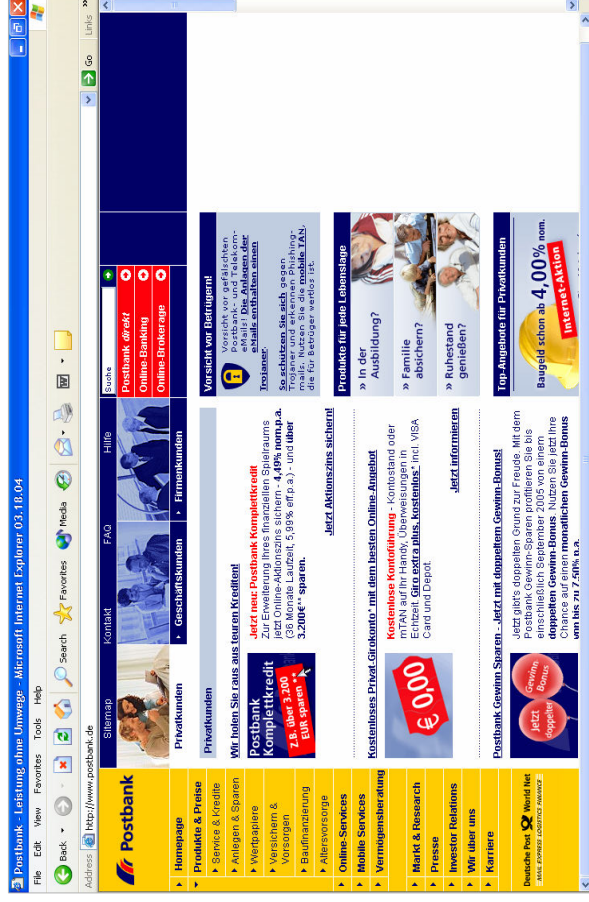 Postbank - Leistung ohne Umwege - Microsoft Internet Explorer 03.18.04
File Edit View Favorites Tools Help
Back Search Favorites Media
Address http://www.postbank.de Go Links
Postbank
Sitemap Kontakt FAQ Hilfe
Suche
Postbank direkt
Online-Banking
Online-Brokerage
Privatkunden Geschäftskunden Firmenkunden
Homepage
Produkte & Preise
Service & Kredite
Anlegen & Sparen
Wertpapiere
Versichern &
Vorsorgen
Baufinanzierung
Altersvorsorge
Online-Services
Mobile Services
Vermögensberatung
Markt & Research
Presse
Investor Relations
Wir über uns
Karriere
Deutsche Post World Net
MAIL EXPRESS LOGISTICS FINANCE
Privatkunden
Wir holen Sie raus aus teuren Krediten!
Postbank
Komplettkredit
Z.B. über 3.200
EUR sparen **
Jetzt neu: Postbank Komplettkredit
Zur Erweiterung Ihres finanziellen Spielraums
jetzt Online-Aktionszins sichern - 4,49% nom.p.a.
(36 Monate Laufzeit, 5,99% eff.p.a.) - und über
3.200€** sparen.
Jetzt Aktionszins sichern!
Kostenloses Privat-Girokonto* mit dem besten Online-Angebot
€ 0,00
Kostenlose Kontoführung - Kontostand oder
mTAN auf Ihr Handy, Überweisungen in
Echtzeit. Giro extra plus, kostenlos* incl. VISA
Card und Depot.
Jetzt informieren
Postbank Gewinn Sparen - Jetzt mit doppeltem Gewinn-Bonus!
Jetzt
doppelter
Gewinn
Bonus
Jetzt gibt's doppelten Grund zur Freude. Mit dem
Postbank Gewinn-Sparen profitieren Sie bis
einschließlich September 2005 von einem
doppelten Gewinn-Bonus. Nutzen Sie jetzt Ihre
Chance auf einen monatlichen Gewinn-Bonus
von bis zu 7,50% p.a.
Vorsicht vor Betrügern!
Vorsicht vor gefälschten
Postbank- und Telekom-
eMails! Die Anlagen der
eMails enthalten einen
Trojaner.
So schützen Sie sich gegen
Trojaner und erkennen Phishing-
mails. Nutzen Sie die mobile TAN,
die für Betrüger wertlos ist.
Produkte für jede Lebenslage
» In der
Ausbildung?
» Familie
absichern?
» Ruhestand
genießen?
Top-Angebote für Privatkunden
Baugeld schon ab 4,00% nom.
Internet-Aktion